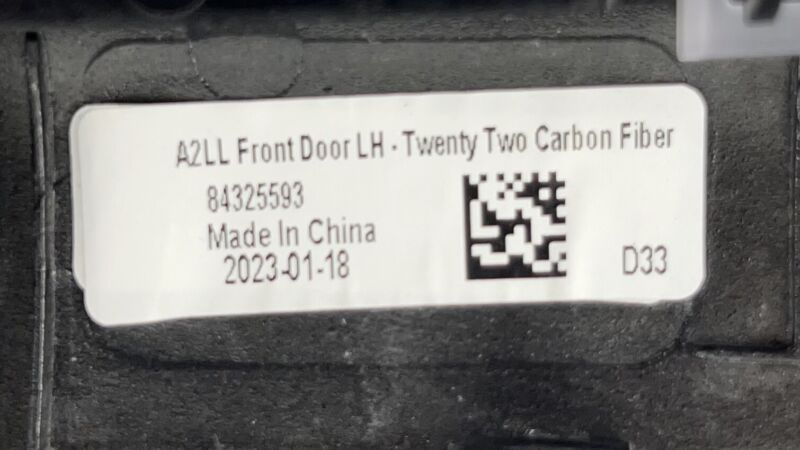 A2LL Front Door LH - Twenty Two Carbon Fiber
84325593
Made In China
2023-01-18
D33